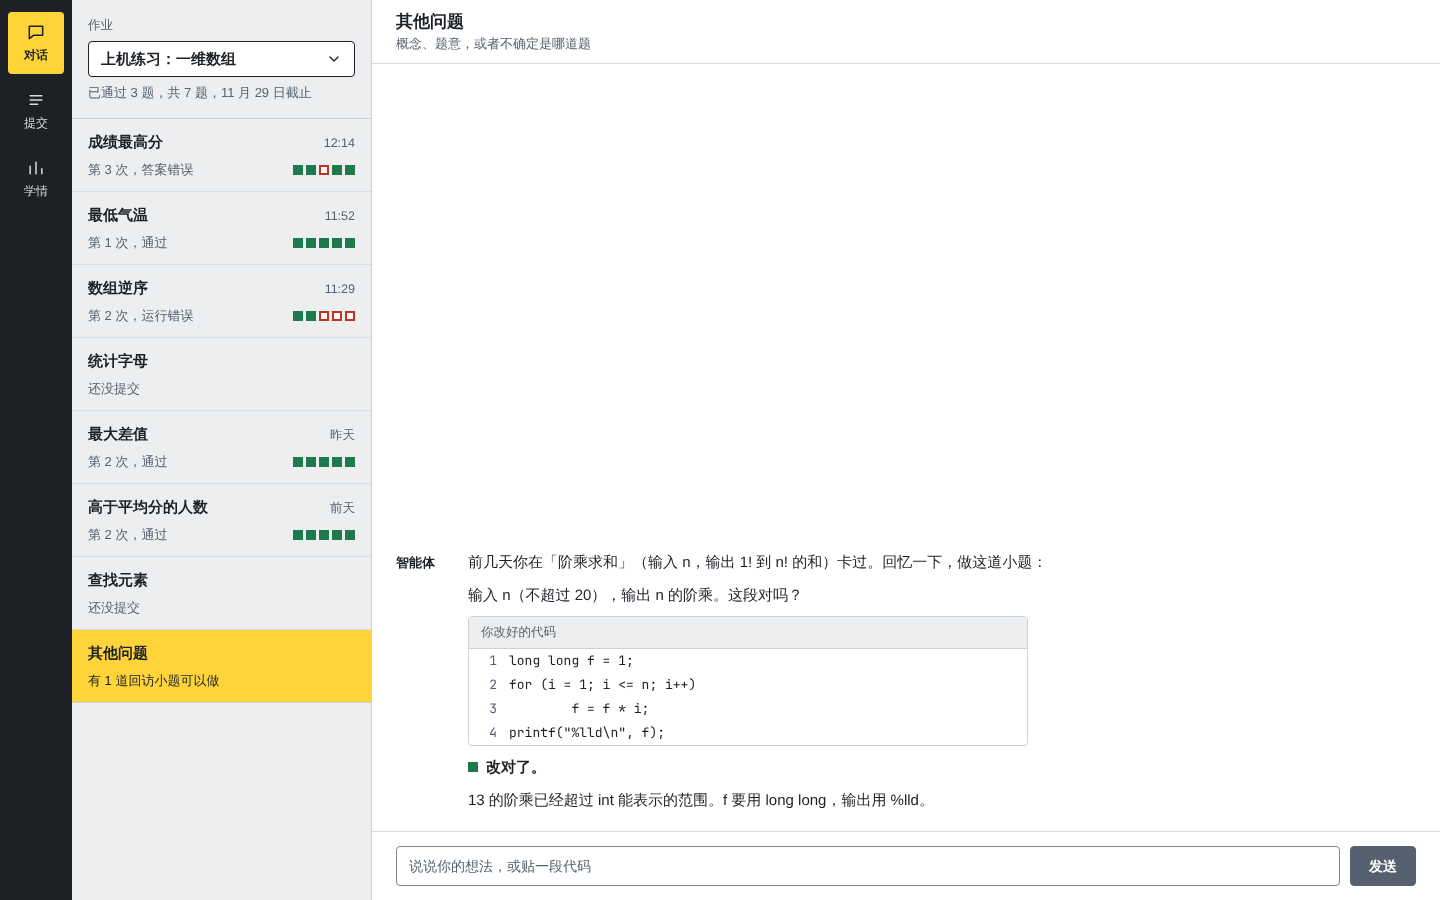 对话
提交
学情
作业
上机练习：一维数组
已通过 3 题，共 7 题，11 月 29 日截止
成绩最高分 12:14
第 3 次，答案错误
最低气温 11:52
第 1 次，通过
数组逆序 11:29
第 2 次，运行错误
统计字母
还没提交
最大差值 昨天
第 2 次，通过
高于平均分的人数 前天
第 2 次，通过
查找元素
还没提交
其他问题
有 1 道回访小题可以做
其他问题
概念、题意，或者不确定是哪道题
智能体 前几天你在「阶乘求和」（输入 n，输出 1! 到 n! 的和）卡过。回忆一下，做这道小题：
输入 n（不超过 20），输出 n 的阶乘。这段对吗？
你改好的代码
1 long long f = 1;
2 for (i = 1; i <= n; i++)
3 f = f * i;
4 printf("%lld\n", f);
改对了。
13 的阶乘已经超过 int 能表示的范围。f 要用 long long，输出用 %lld。
说说你的想法，或贴一段代码
发送